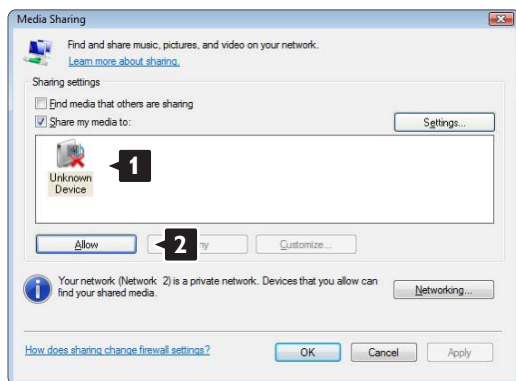 Media Sharing
Find and share music, pictures, and video on your network.
Learn more about sharing.
Sharing settings
Find media that others are sharing
Share my media to:
Settings...
Unknown
Device
1
Allow
2
ny
Customize...
Your network (Network 2) is a private network. Devices that you allow can
find your shared media.
Networking...
How does sharing change firewall settings?
OK
Cancel
Apply